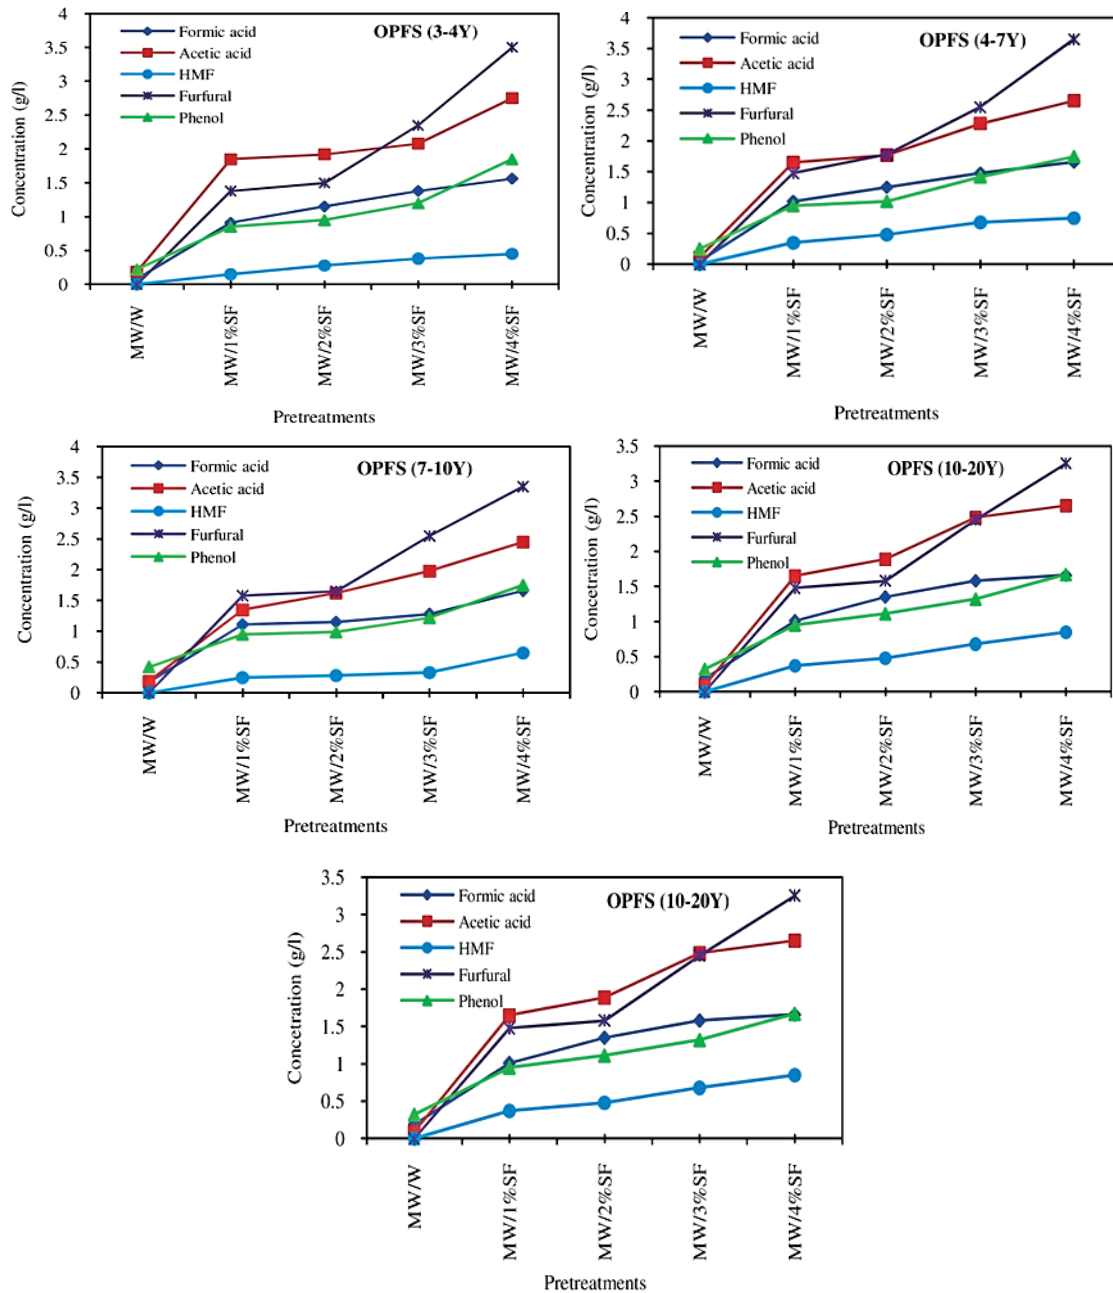 OPFS (3-4Y)
Formic acid
Acetic acid
HMF
Furfural
Phenol
Concentration (g/l)
4
3.5
3
2.5
2
1.5
1
0.5
0
MW/W
MW/1%SF
MW/2%SF
MW/3%SF
MW/4%SF
Pretreatments
OPFS (4-7Y)
Formic acid
Acetic acid
HMF
Furfural
Phenol
Concentration (g/l)
4
3.5
3
2.5
2
1.5
1
0.5
0
MW/W
MW/1%SF
MW/2%SF
MW/3%SF
MW/4%SF
Pretreatments
OPFS (7-10Y)
Formic acid
Acetic acid
HMF
Furfural
Phenol
Concentration (g/l)
4
3.5
3
2.5
2
1.5
1
0.5
0
MW/W
MW/1%SF
MW/2%SF
MW/3%SF
MW/4%SF
Pretreatments
OPFS (10-20Y)
Formic acid
Acetic acid
HMF
Furfural
Phenol
Concetration (g/l)
3.5
3
2.5
2
1.5
1
0.5
0
MW/W
MW/1%SF
MW/2%SF
MW/3%SF
MW/4%SF
Pretreatments
OPFS (10-20Y)
Formic acid
Acetic acid
HMF
Furfural
Phenol
Concetration (g/l)
3.5
3
2.5
2
1.5
1
0.5
0
MW/W
MW/1%SF
MW/2%SF
MW/3%SF
MW/4%SF
Pretreatments